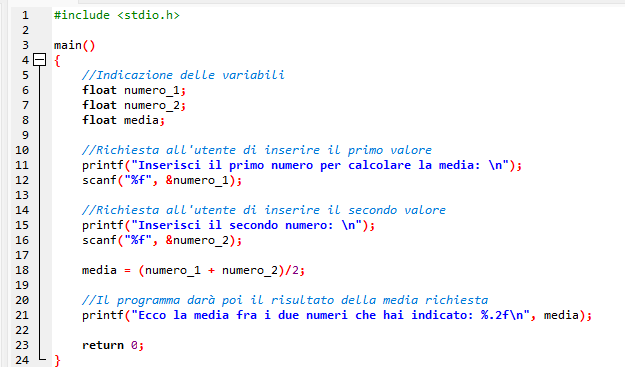 1 #include <stdio.h>
2
3 main()
4 {
5 //Indicazione delle variabili
6 float numero_1;
7 float numero_2;
8 float media;
9
10 //Richiesta all'utente di inserire il primo valore
11 printf("Inserisci il primo numero per calcolare la media: \n");
12 scanf("%f", &numero_1);
13
14 //Richiesta all'utente di inserire il secondo valore
15 printf("Inserisci il secondo numero: \n");
16 scanf("%f", &numero_2);
17
18 media = (numero_1 + numero_2)/2;
19
20 //Il programma darà poi il risultato della media richiesta
21 printf("Ecco la media fra i due numeri che hai indicato: %.2f\n", media);
22
23 return 0;
24 }